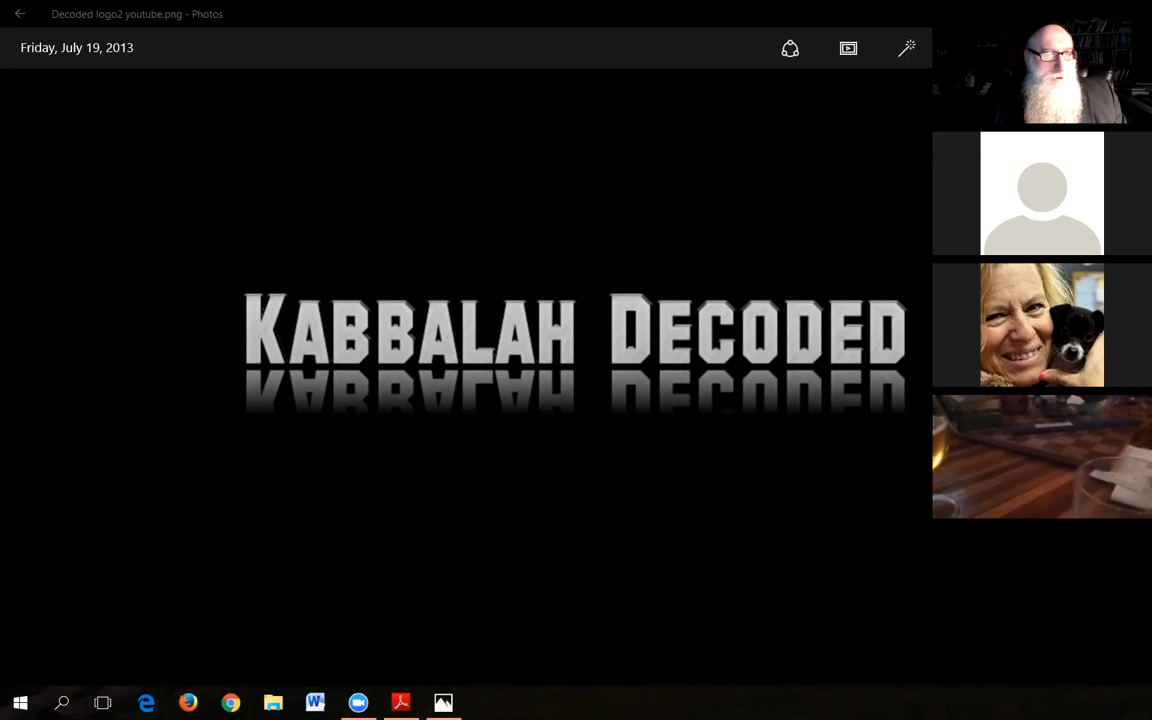 Decoded logo2 youtube.png - Photos
Friday, July 19, 2013
Kabbalah Decoded